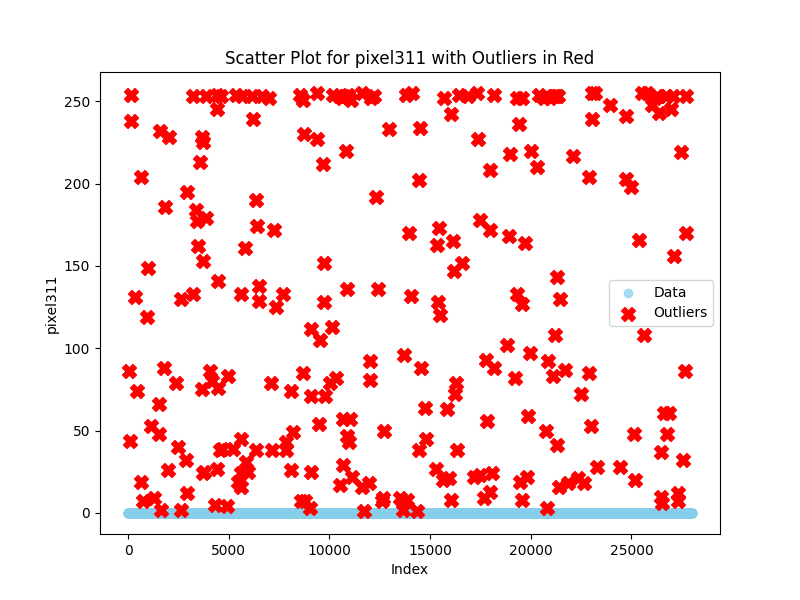 Scatter Plot for pixel311 with Outliers in Red
250
200
150
100
50
0
pixel311
Data
Outliers
0 5000 10000 15000 20000 25000
Index